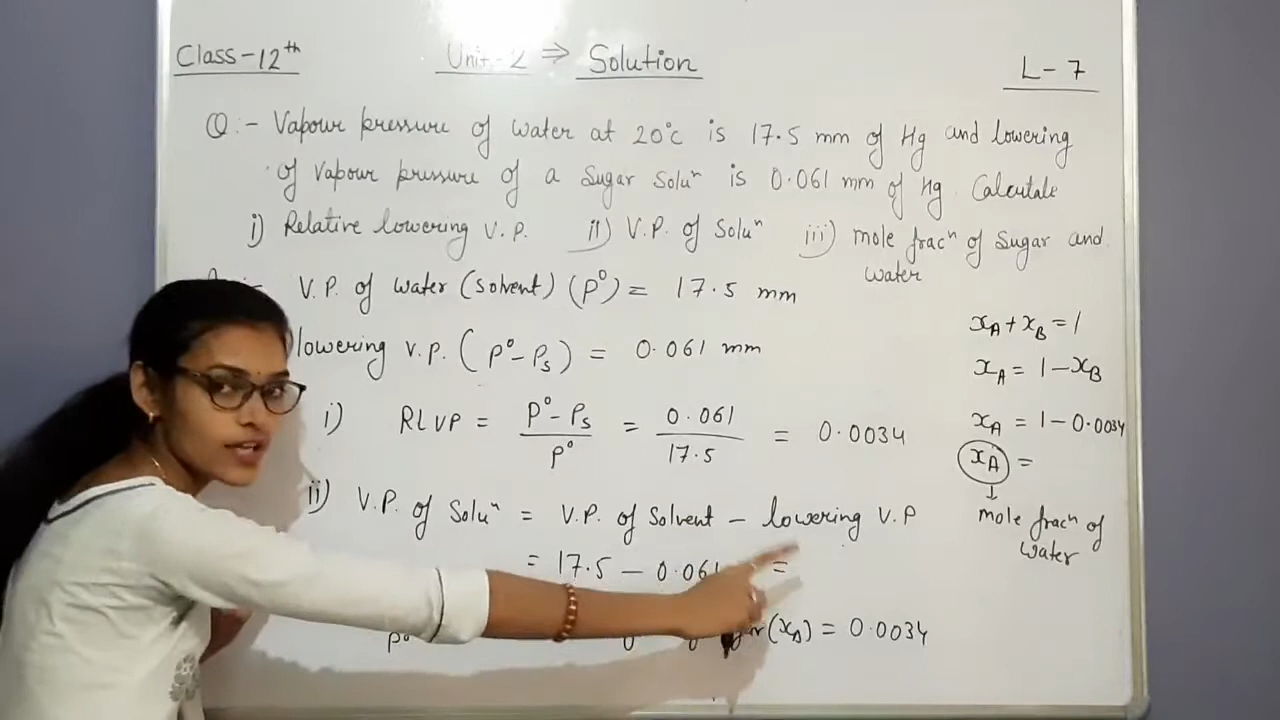 Class-12th
Unit-2 ⇒ Solution
L-7
Q:- Vapour pressure of water at 20°c is 17.5 mm of Hg and lowering
of vapour pressure of a sugar soluⁿ is 0.061 mm of Hg. Calculate
i) Relative lowering V.P. ii) V.P. of Soluⁿ iii) mole fracⁿ of Sugar and
water
V.P. of water (solvent) (P°) = 17.5 mm
lowering V.P. (P°-Ps) = 0.061 mm
i) RLVP = P°-Ps / P° = 0.061 / 17.5 = 0.0034
ii) V.P. of Soluⁿ = V.P. of Solvent - lowering V.P
= 17.5 - 0.061 =
P°
(xB) = 0.0034
xA + xB = 1
xA = 1 - xB
xA = 1 - 0.0034
xA =
↓
mole fracⁿ of
water